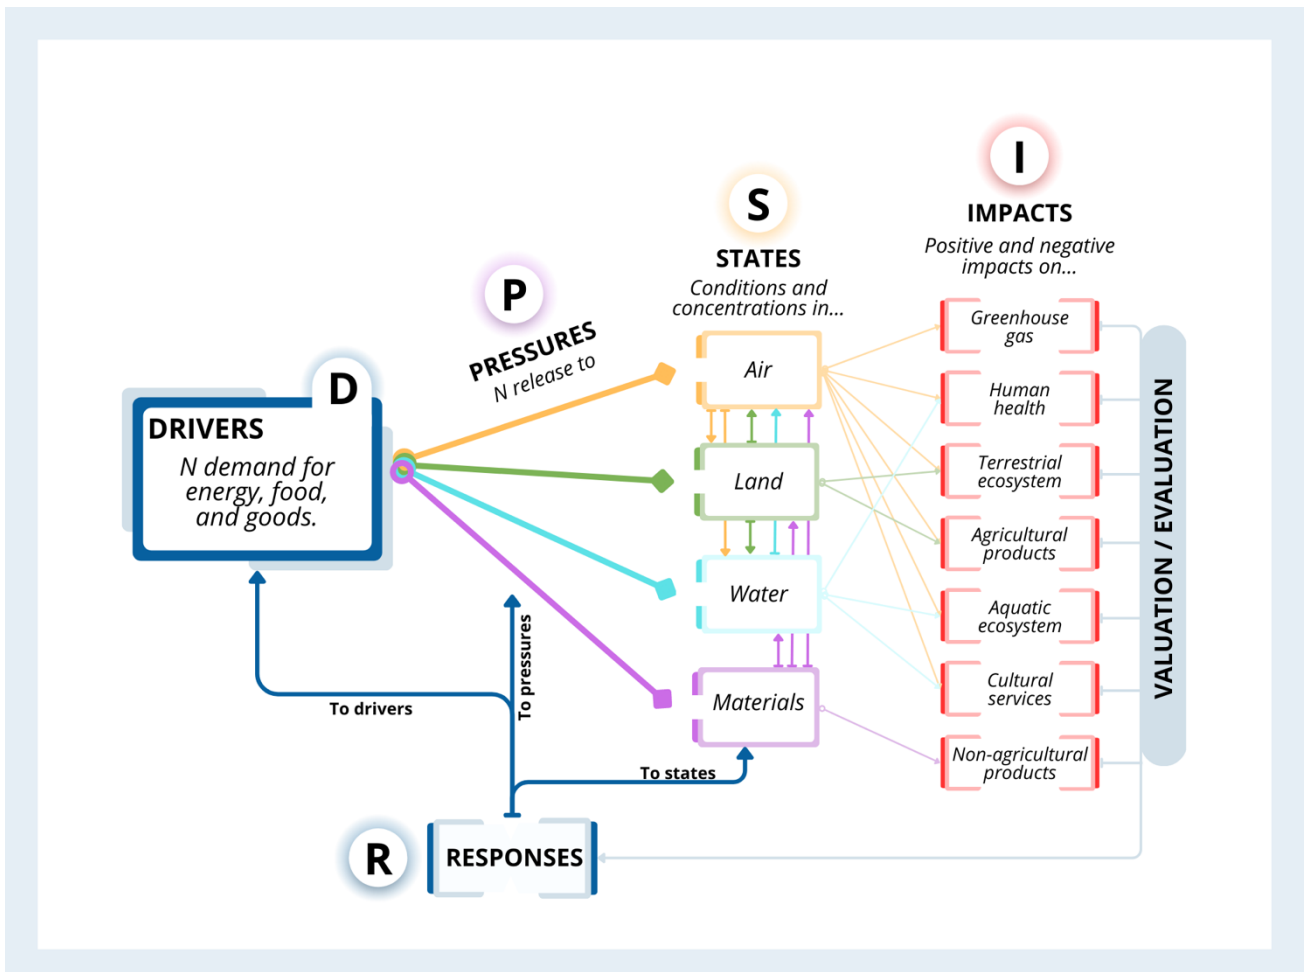 I
IMPACTS
Positive and negative
impacts on...
S
STATES
Conditions and
concentrations in...
P
PRESSURES
N release to
D
DRIVERS
N demand for
energy, food,
and goods.
Air
Land
Water
Materials
Greenhouse
gas
Human
health
Terrestrial
ecosystem
Agricultural
products
Aquatic
ecosystem
Cultural
services
Non-agricultural
products
VALUATION / EVALUATION
To drivers
To pressures
To states
R
RESPONSES